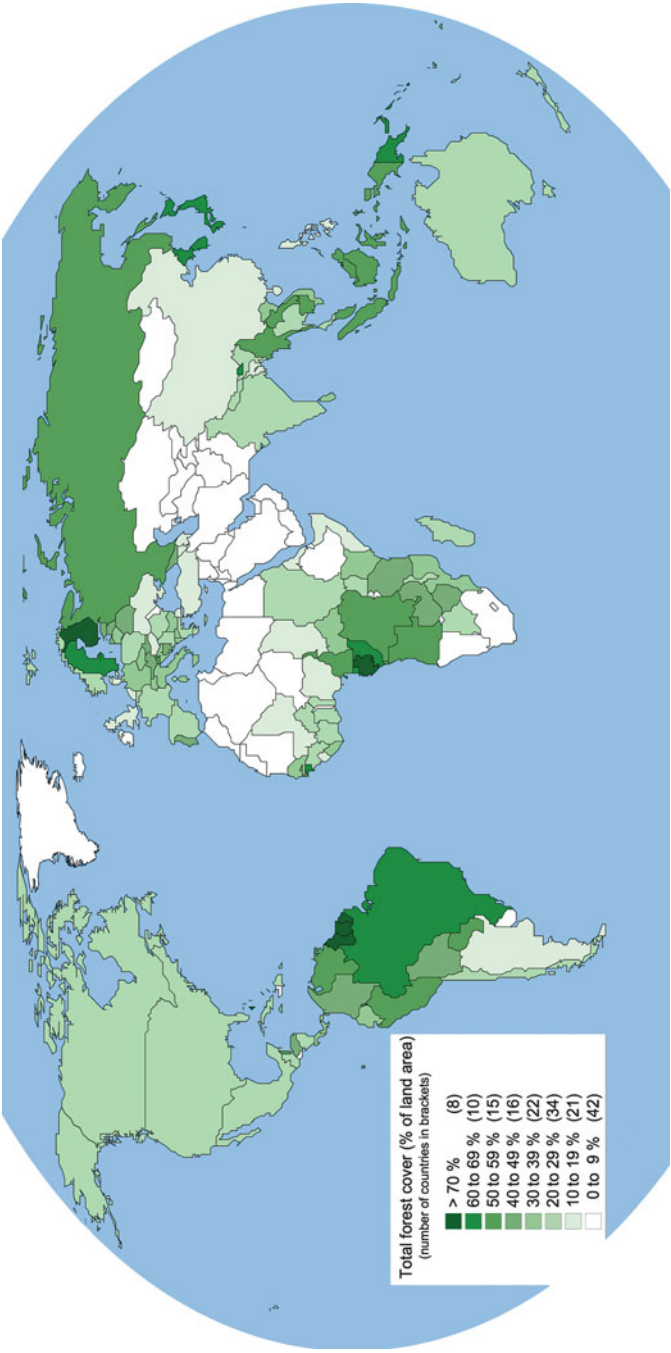 Total forest cover (% of land area)
(number of countries in brackets)
> 70 % (8)
60 to 69 % (10)
50 to 59 % (15)
40 to 49 % (16)
30 to 39 % (22)
20 to 29 % (34)
10 to 19 % (21)
0 to 9 % (42)